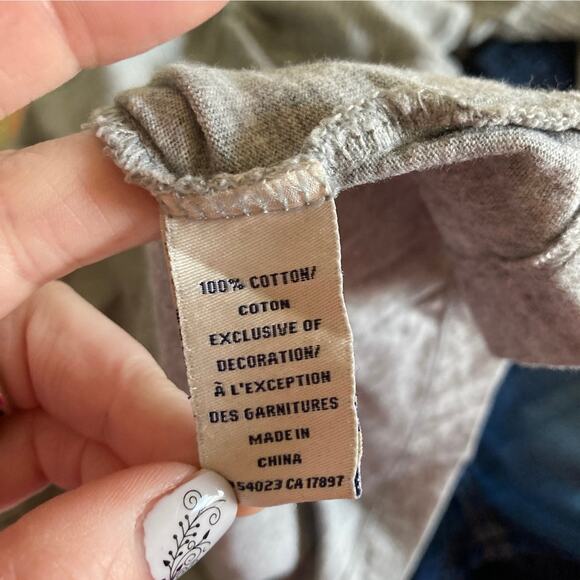 100% COTTON/
COTON
EXCLUSIVE OF
DECORATION/
À L'EXCEPTION
DES GARNITURES
MADE IN
CHINA
54023 CA 17897